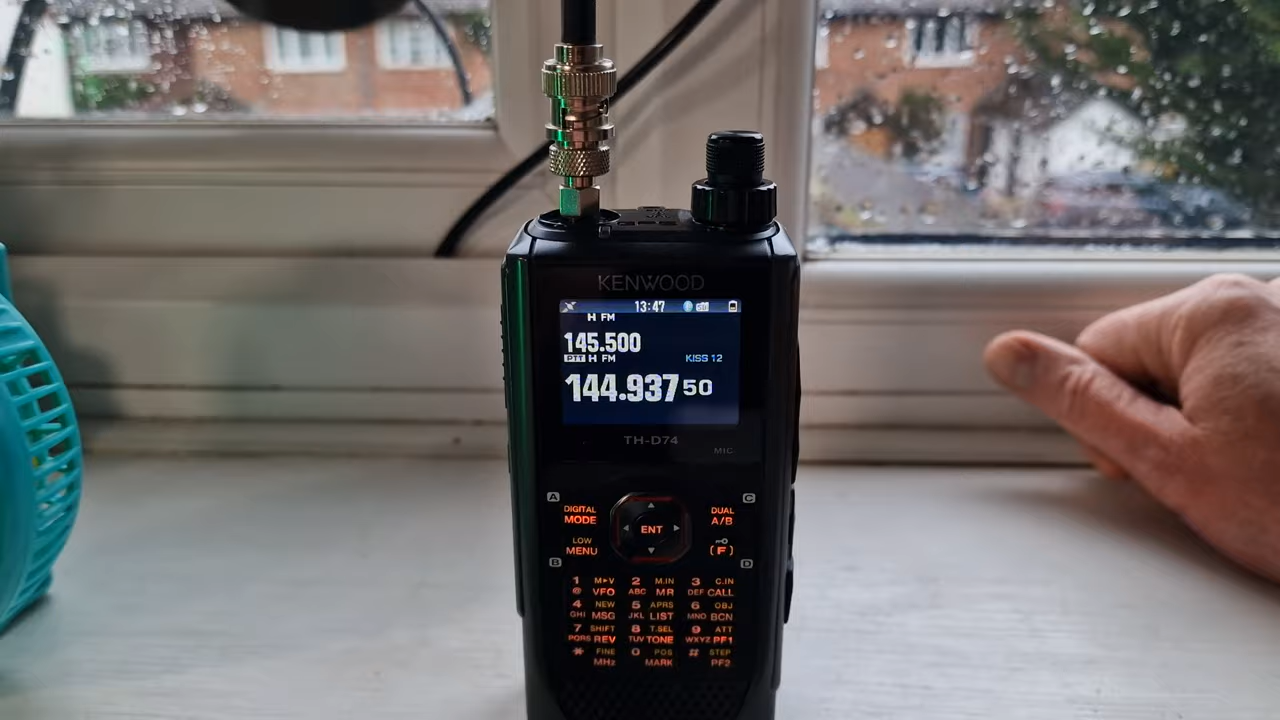 KENWOOD
13:47
H FM
145.500
PTT H FM KISS 12
144.937 50
TH-D74
MIC
A C
DIGITAL DUAL
MODE ENT A/B
LOW
MENU (F)
B D
1 M►V 2 M.IN 3 C.IN
@ VFO ABC MR DEF CALL
4 NEW 5 APRS 6 OBJ
GHI MSG JKL LIST MNO BCN
7 SHIFT 8 T.SEL 9 ATT
PQRS REV TUV TONE WXYZ PF1
* FINE 0 POS # STEP
MHz MARK PF2